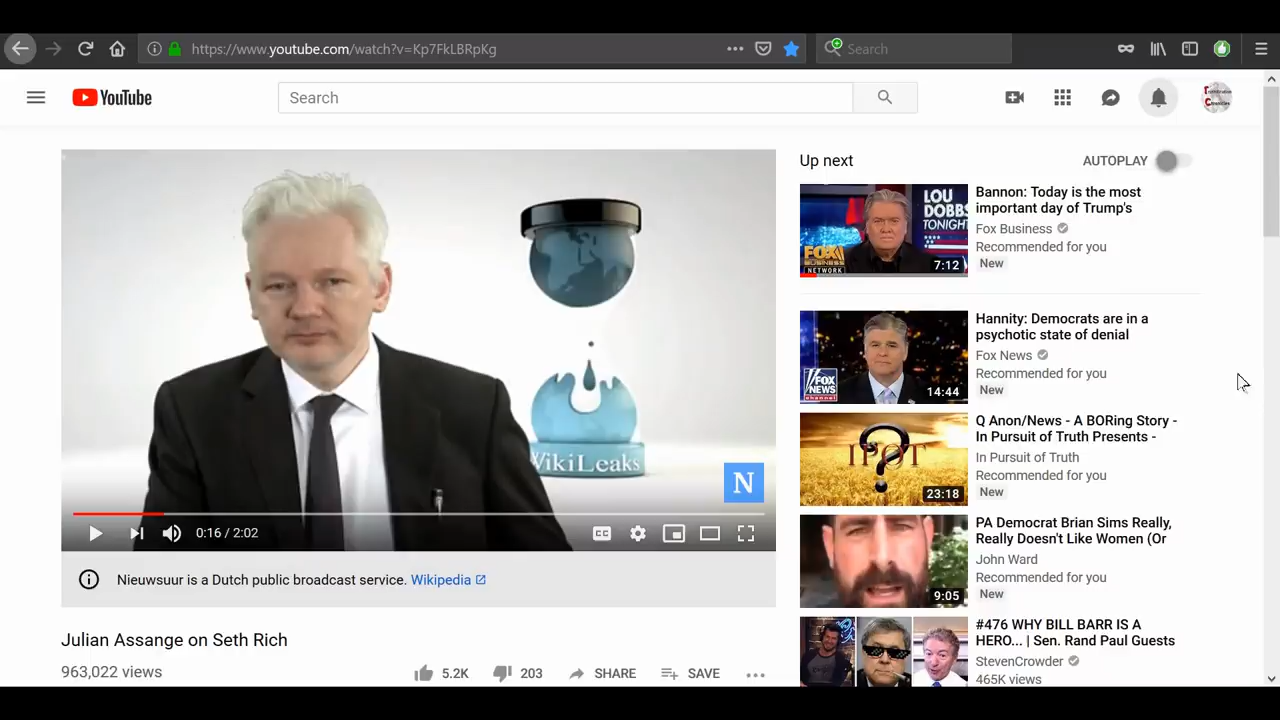 https://www.youtube.com/watch?v=Kp7FkLBRpKg
Search
YouTube
Search
Up next
AUTOPLAY
LOU
DOBBS
TONIGHT
FOX
BUSINESS
NETWORK
7:12
Bannon: Today is the most
important day of Trump's
Fox Business
Recommended for you
New
FOX
NEWS
channel
14:44
Hannity: Democrats are in a
psychotic state of denial
Fox News
Recommended for you
New
IPOT
23:18
Q Anon/News - A BORing Story -
In Pursuit of Truth Presents -
In Pursuit of Truth
Recommended for you
New
9:05
PA Democrat Brian Sims Really,
Really Doesn't Like Women (Or
John Ward
Recommended for you
New
#476 WHY BILL BARR IS A
HERO... | Sen. Rand Paul Guests
StevenCrowder
465K views
WikiLeaks
N
0:16 / 2:02
CC
Nieuwsuur is a Dutch public broadcast service. Wikipedia
Julian Assange on Seth Rich
963,022 views
5.2K
203
SHARE
SAVE